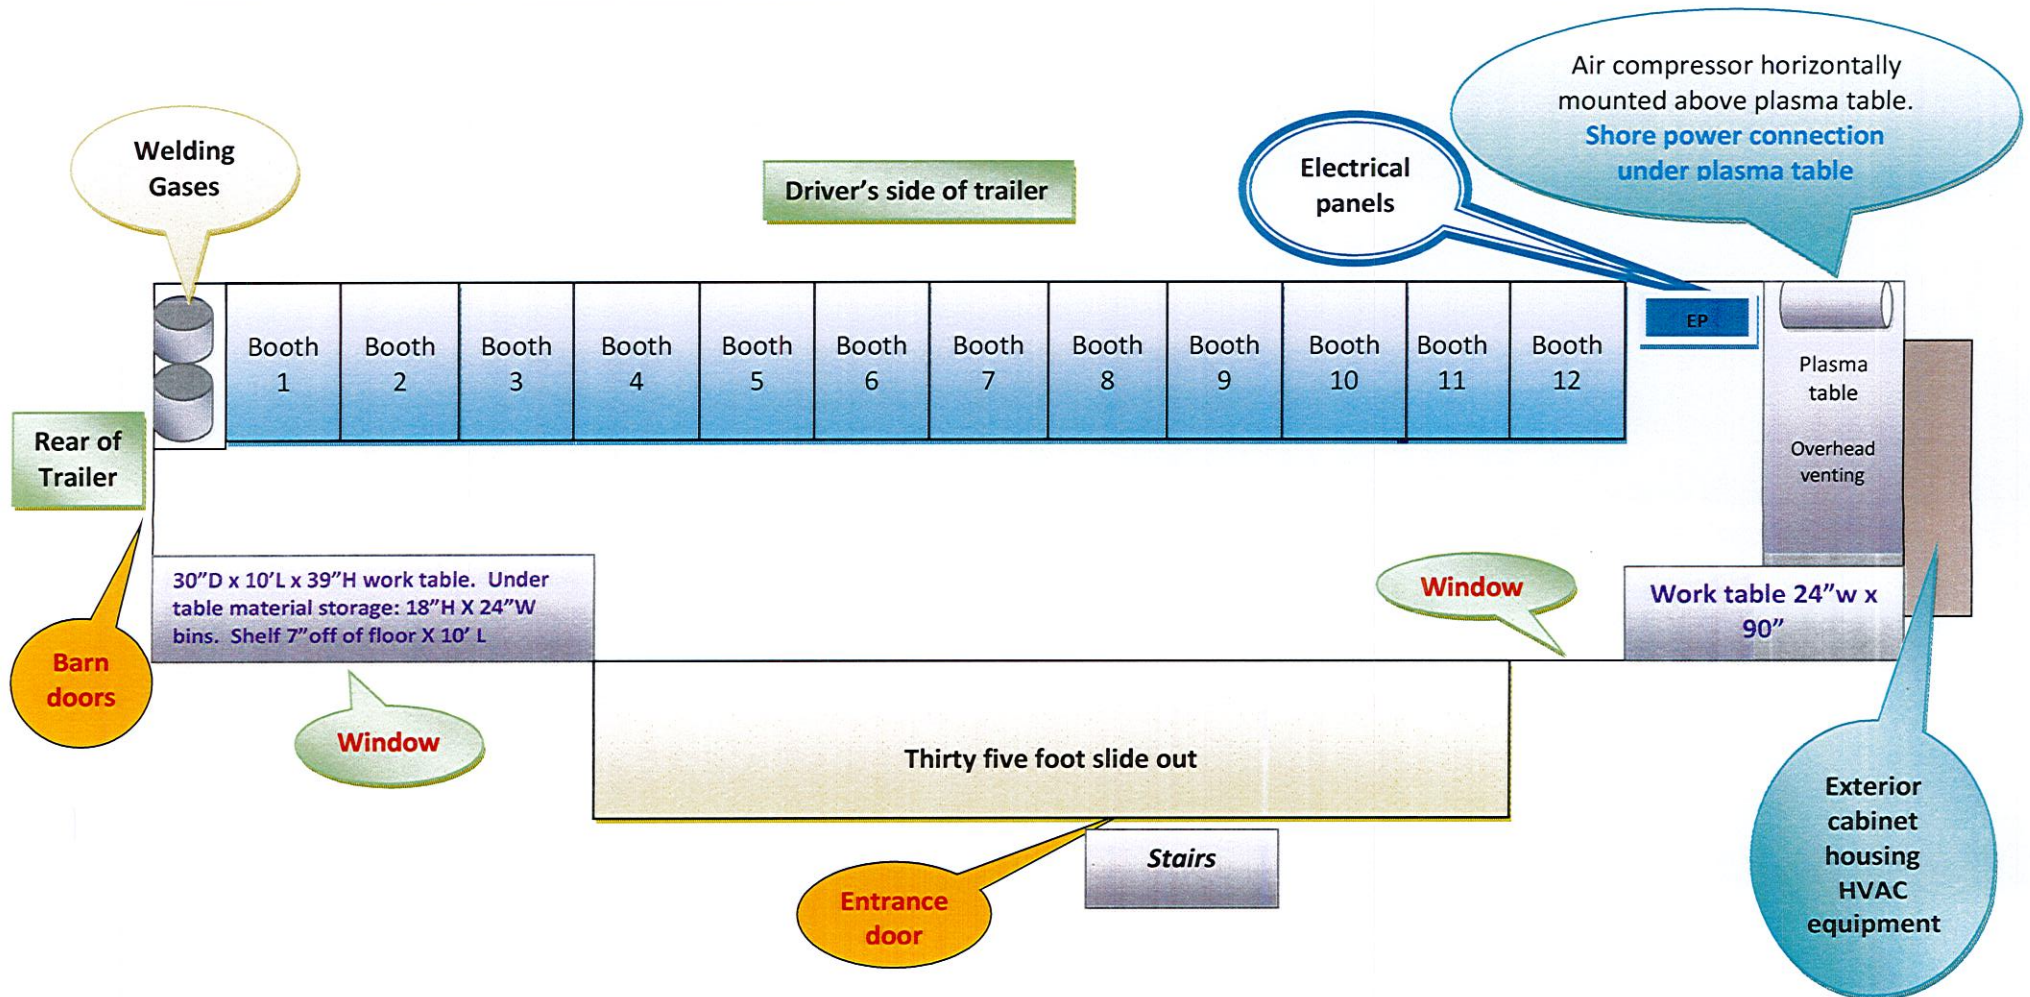 Air compressor horizontally
mounted above plasma table.
Shore power connection
under plasma table
Welding
Gases
Driver's side of trailer
Electrical
panels
EP
Booth
1
Booth
2
Booth
3
Booth
4
Booth
5
Booth
6
Booth
7
Booth
8
Booth
9
Booth
10
Booth
11
Booth
12
Plasma
table
Overhead
venting
Rear of
Trailer
30"D x 10'L x 39"H work table.  Under
table material storage: 18"H X 24"W
bins.  Shelf 7"off of floor X 10' L
Window
Work table 24"w x
90"
Barn
doors
Window
Thirty five foot slide out
Stairs
Entrance
door
Exterior
cabinet
housing
HVAC
equipment